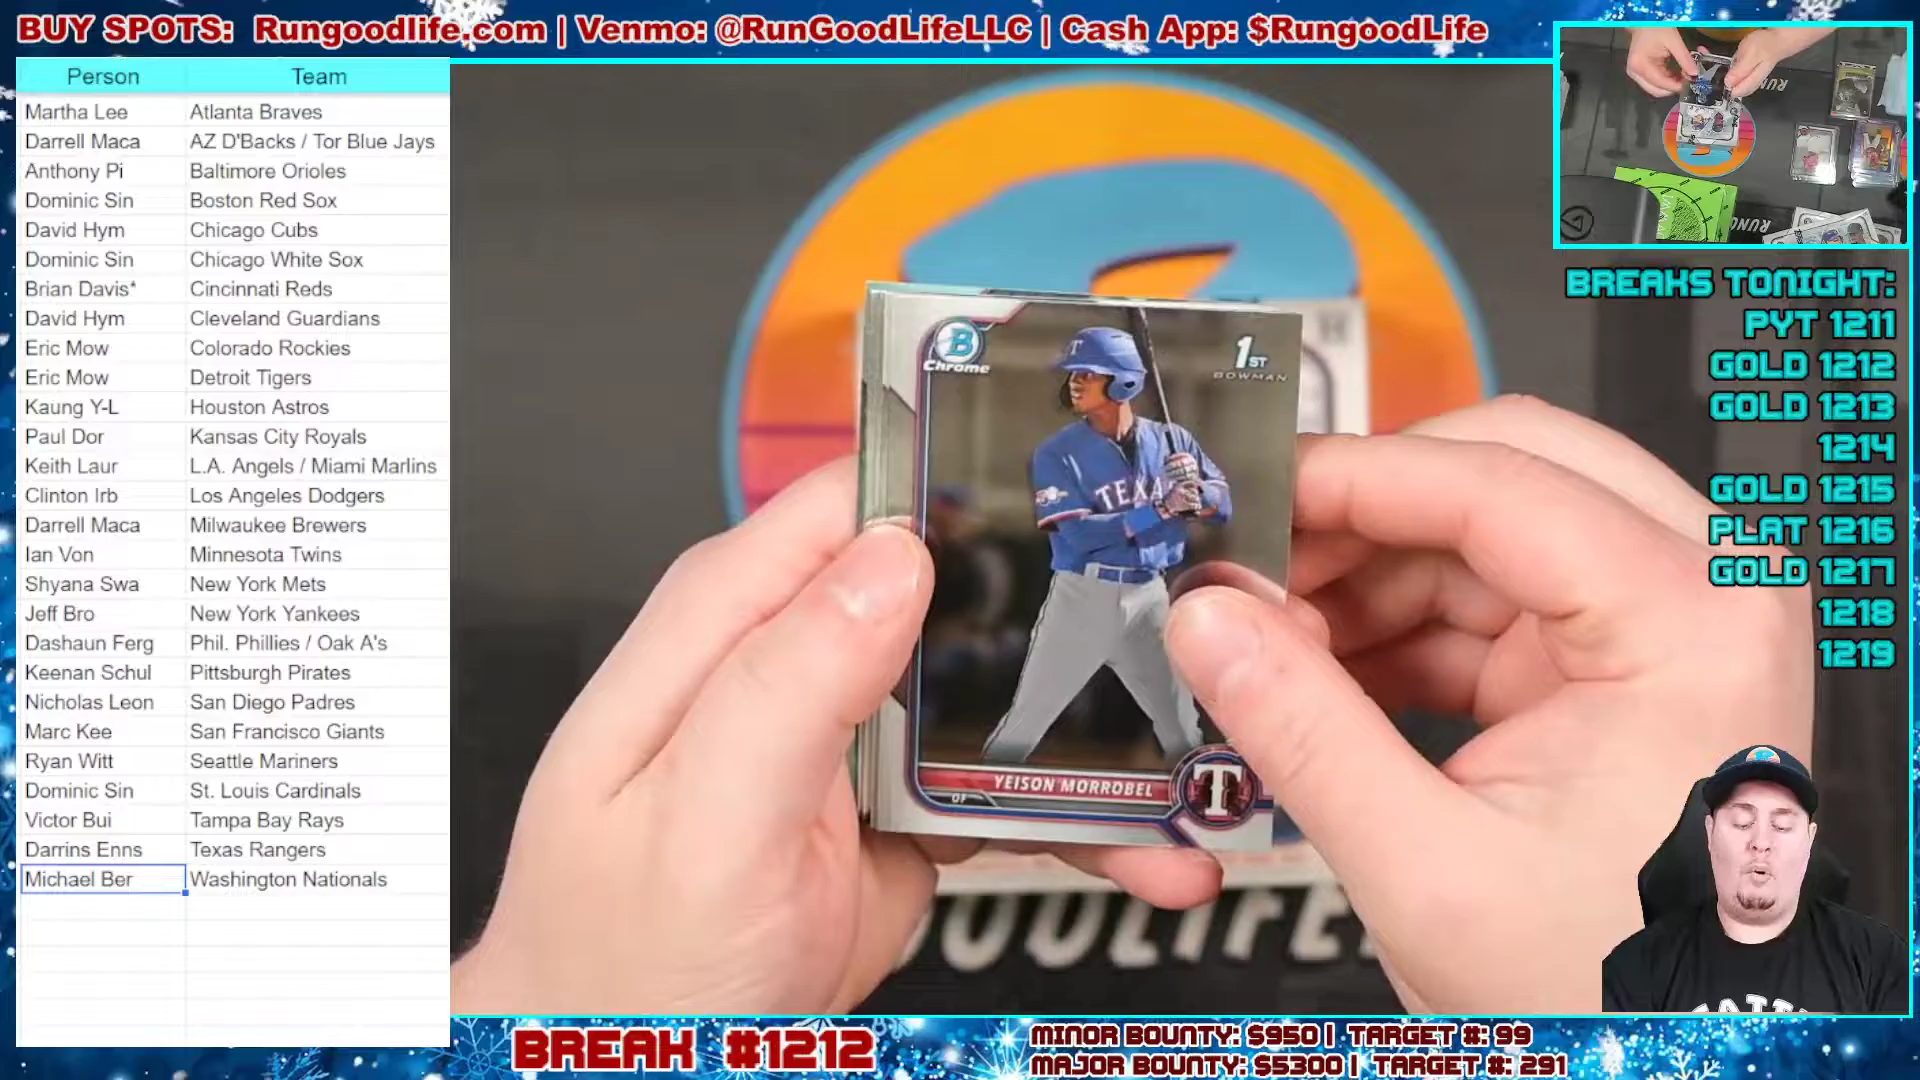 BUY SPOTS: Rungoodlife.com | Venmo: @RunGoodLifeLLC | Cash App: $RungoodLife
Person Team
Martha Lee Atlanta Braves
Darrell Maca AZ D'Backs / Tor Blue Jays
Anthony Pi Baltimore Orioles
Dominic Sin Boston Red Sox
David Hym Chicago Cubs
Dominic Sin Chicago White Sox
Brian Davis* Cincinnati Reds
David Hym Cleveland Guardians
Eric Mow Colorado Rockies
Eric Mow Detroit Tigers
Kaung Y-L Houston Astros
Paul Dor Kansas City Royals
Keith Laur L.A. Angels / Miami Marlins
Clinton Irb Los Angeles Dodgers
Darrell Maca Milwaukee Brewers
Ian Von Minnesota Twins
Shyana Swa New York Mets
Jeff Bro New York Yankees
Dashaun Ferg Phil. Phillies / Oak A's
Keenan Schul Pittsburgh Pirates
Nicholas Leon San Diego Padres
Marc Kee San Francisco Giants
Ryan Witt Seattle Mariners
Dominic Sin St. Louis Cardinals
Victor Bui Tampa Bay Rays
Darrins Enns Texas Rangers
Michael Ber Washington Nationals
B
Chrome
1ST
BOWMAN
T
TEXA
YEISON MORROBEL
OF
T
OODLIFE
BREAKS TONIGHT:
PYT 1211
GOLD 1212
GOLD 1213
1214
GOLD 1215
PLAT 1216
GOLD 1217
1218
1219
BREAK #1212
MINOR BOUNTY: $950 | TARGET #: 99
MAJOR BOUNTY: $5300 | TARGET #: 291